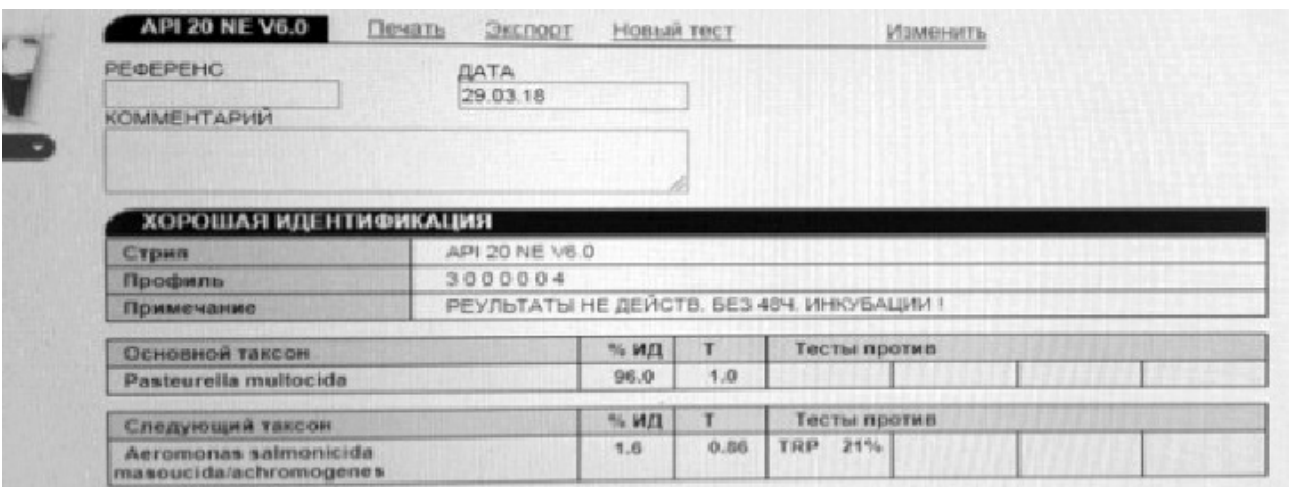 API 20 NE V6.0 Печать Экспорт Новый тест Изменить
РЕФЕРЕНС ДАТА
29.03.18
КОММЕНТАРИЙ
ХОРОШАЯ ИДЕНТИФИКАЦИЯ
Стрип API 20 NE V6.0
Профиль 3 0 0 0 0 0 4
Примечание РЕУЛЬТАТЫ НЕ ДЕЙСТВ. БЕЗ 48Ч. ИНКУБАЦИИ !
Основной таксон % ИД Т Тесты против
Pasteurella multocida 96.0 1.0
Следующий таксон % ИД Т Тесты против
Aeromonas salmonicida 1.6 0.86 TRP 21%
masoucida/achromogenes